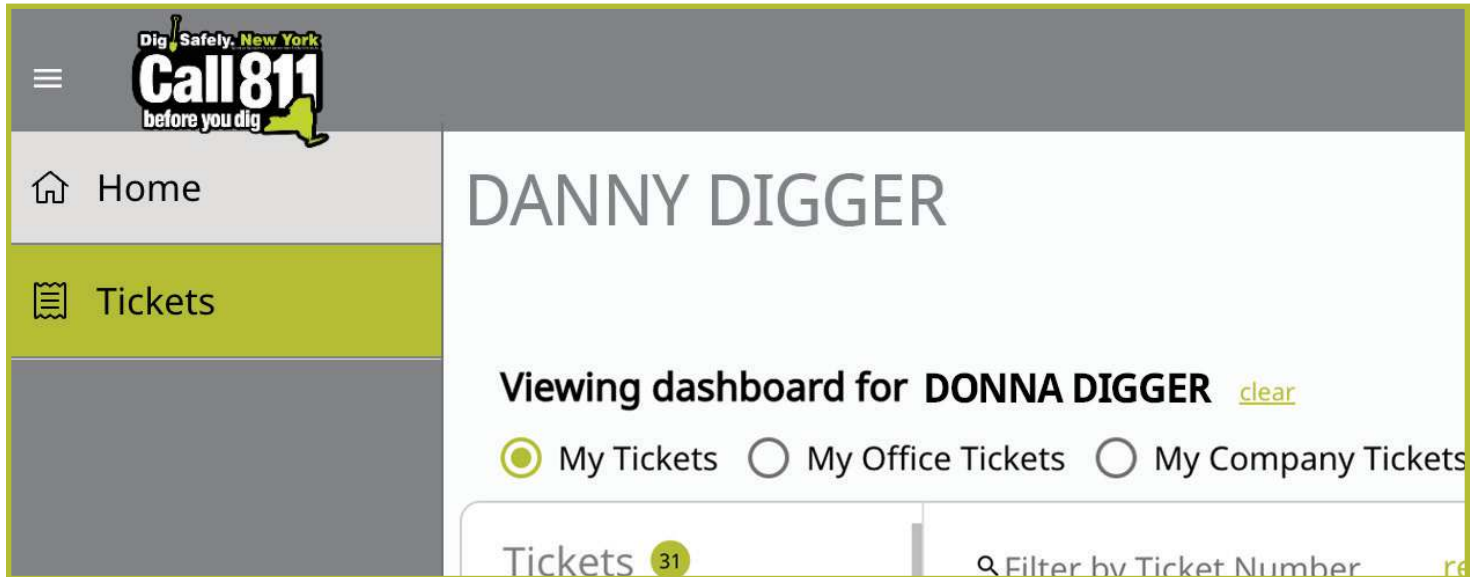 Dig Safely. New York
Call 811
before you dig
Home
Tickets
DANNY DIGGER
Viewing dashboard for DONNA DIGGER clear
My Tickets My Office Tickets My Company Tickets
Tickets 31
Filter by Ticket Number re